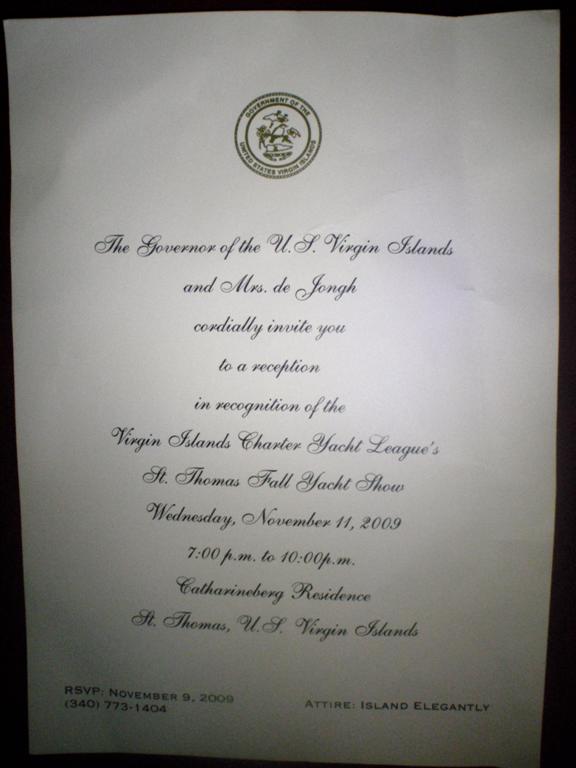 GOVERNMENT OF THE
UNITED STATES VIRGIN ISLANDS
The Governor of the U.S. Virgin Islands
and Mrs. de Jongh
cordially invite you
to a reception
in recognition of the
Virgin Islands Charter Yacht League's
St. Thomas Fall Yacht Show
Wednesday, November 11, 2009
7:00 p.m. to 10:00p.m.
Catharineberg Residence
St. Thomas, U.S. Virgin Islands
RSVP: November 9, 2009
(340) 773-1404
Attire: Island Elegantly